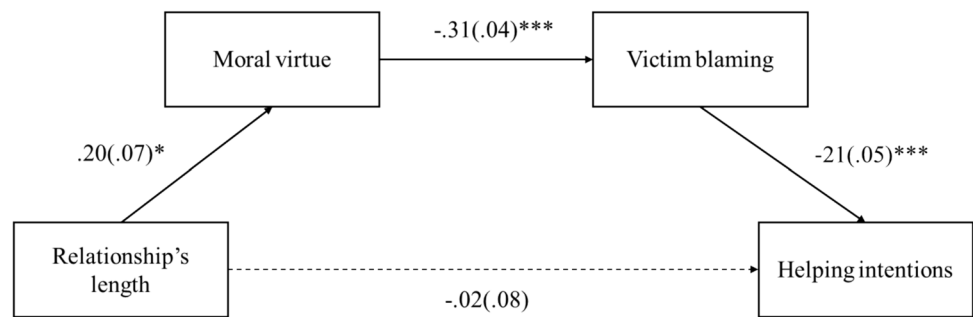 -.31(.04)***
Moral virtue
Victim blaming
.20(.07)*
-21(.05)***
Relationship's
length
Helping intentions
-.02(.08)